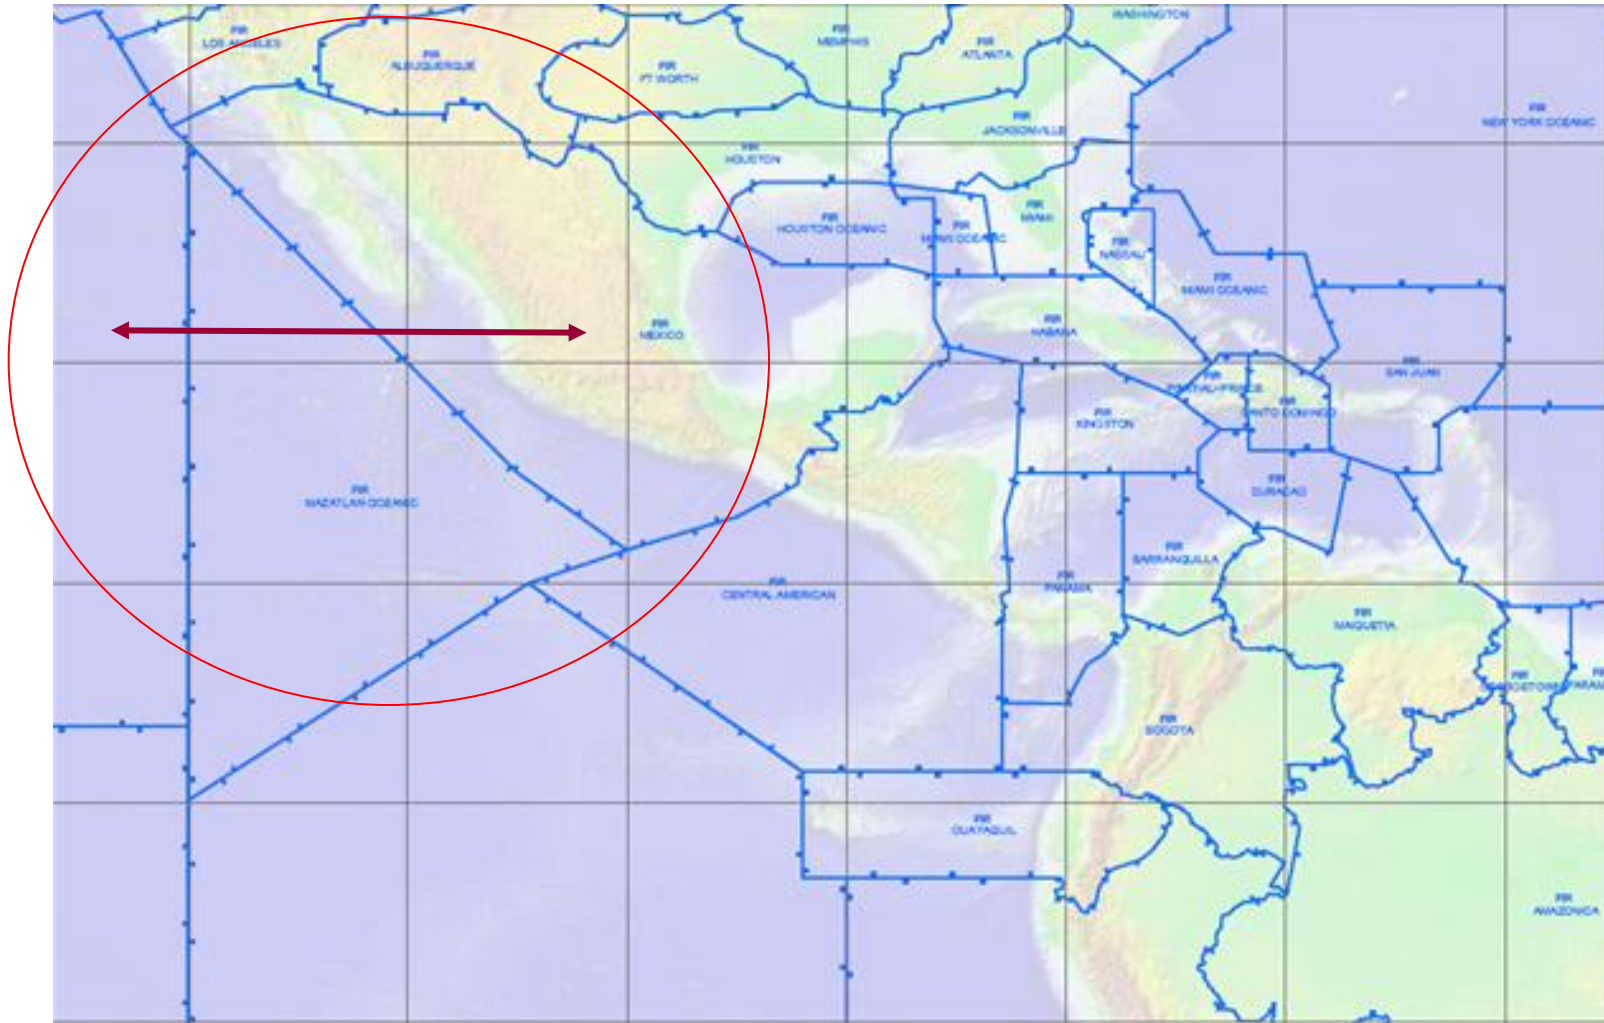 FIR
WASHINGTON
FIR
LOS ANGELES
FIR
MEMPHIS
FIR
ATLANTA
FIR
ALBUQUERQUE
FIR
FT WORTH
FIR
NEW YORK OCEANIC
FIR
JACKSONVILLE
FIR
HOUSTON
FIR
MIAMI
FIR
HOUSTON OCEANIC
FIR
MIAMI OCEANIC
FIR
NASSAU
FIR
MIAMI OCEANIC
FIR
MEXICO
FIR
HABANA
FIR
SAN JUAN
FIR
PORT-AU-PRINCE
FIR
SANTO DOMINGO
FIR
KINGSTON
FIR
CURACAO
FIR
MAZATLAN OCEANIC
FIR
BARRANQUILLA
FIR
PANAMA
FIR
CENTRAL AMERICAN
FIR
MAIQUETIA
FIR
GEORGETOWN
FIR
BOGOTA
FIR
GUAYAQUIL
FIR
AMAZONICA